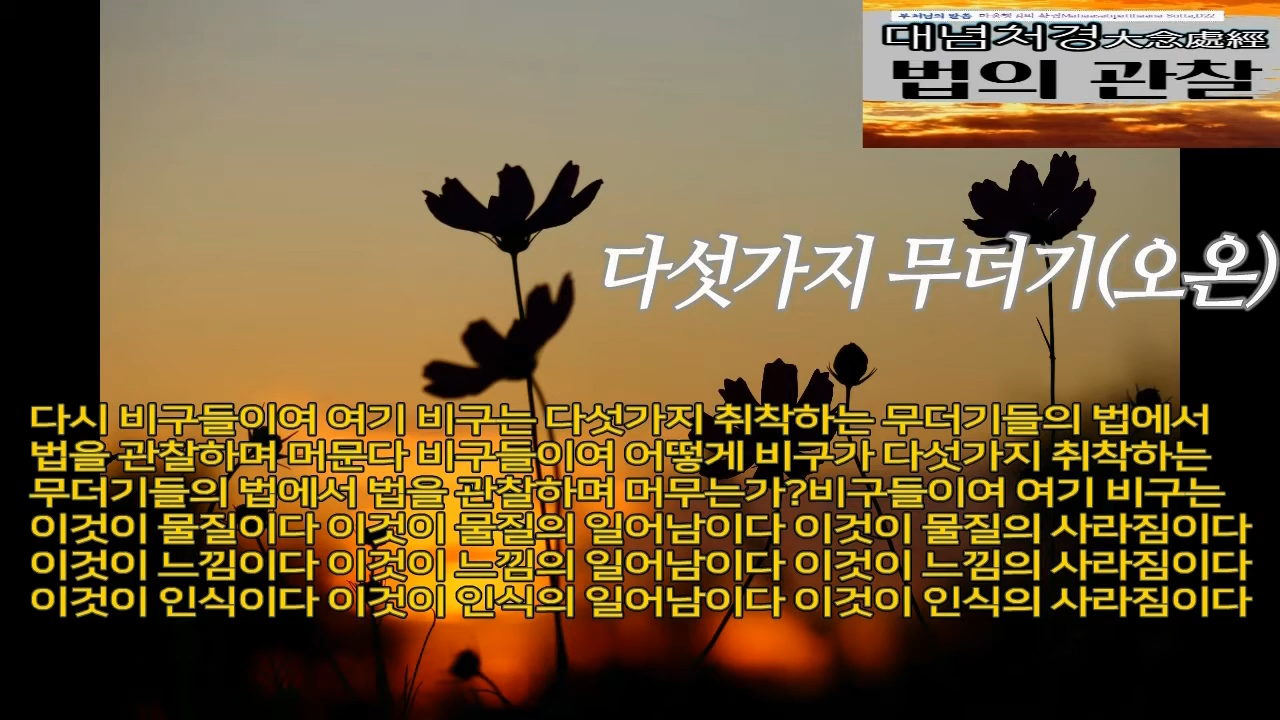 부처님의 말씀
대념처경大念處經
법의 관찰
다섯가지 무더기(오온)
다시 비구들이여 여기 비구는 다섯가지 취착하는 무더기들의 법에서
법을 관찰하며 머문다 비구들이여 어떻게 비구가 다섯가지 취착하는
무더기들의 법에서 법을 관찰하며 머무는가?비구들이여 여기 비구는
이것이 물질이다 이것이 물질의 일어남이다 이것이 물질의 사라짐이다
이것이 느낌이다 이것이 느낌의 일어남이다 이것이 느낌의 사라짐이다
이것이 인식이다 이것이 인식의 일어남이다 이것이 인식의 사라짐이다